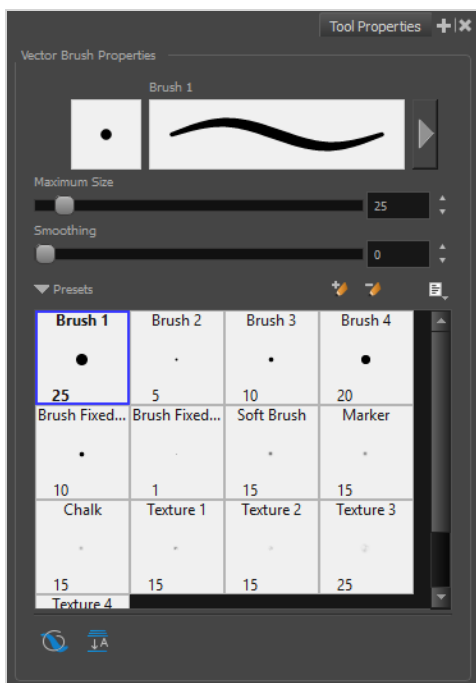 Tool Properties
Vector Brush Properties
Brush 1
Maximum Size
25
Smoothing
0
Presets
Brush 1 Brush 2 Brush 3 Brush 4
25 5 10 20
Brush Fixed... Brush Fixed... Soft Brush Marker
10 1 15 15
Chalk Texture 1 Texture 2 Texture 3
15 15 15 25
Texture 4
A